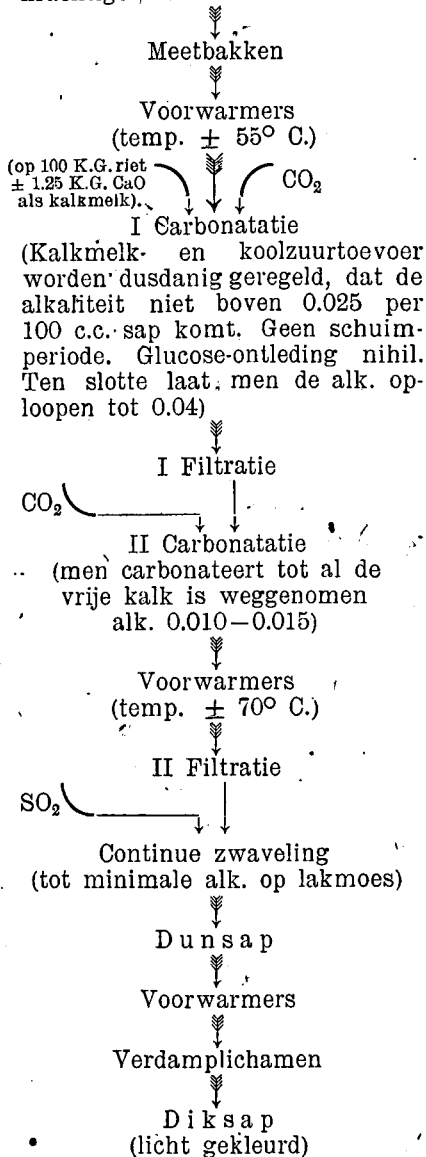 Meetbakken
Voorwarmers
(temp. ± 55° C.)
(op 100 K.G. riet
± 1.25 K.G. CaO
als kalkmelk).
CO₂
I Carbonatatie
(Kalkmelk- en koolzuurtoevoer
worden dusdanig geregeld, dat de
alkaliteit niet boven 0.025 per
100 c.c. sap komt. Geen schuim-
periode. Glucose-ontleding nihil.
Ten slotte laat men de alk. op-
loopen tot 0.04)
I Filtratie
CO₂
II Carbonatatie
(men carbonateert tot al de
vrije kalk is weggenomen
alk. 0.010—0.015)
Voorwarmers
(temp. ± 70° C.)
II Filtratie
SO₂
Continue zwaveling
(tot minimale alk. op lakmoes)
Dunsap
Voorwarmers
Verdamplichamen
Diksap
(licht gekleurd)